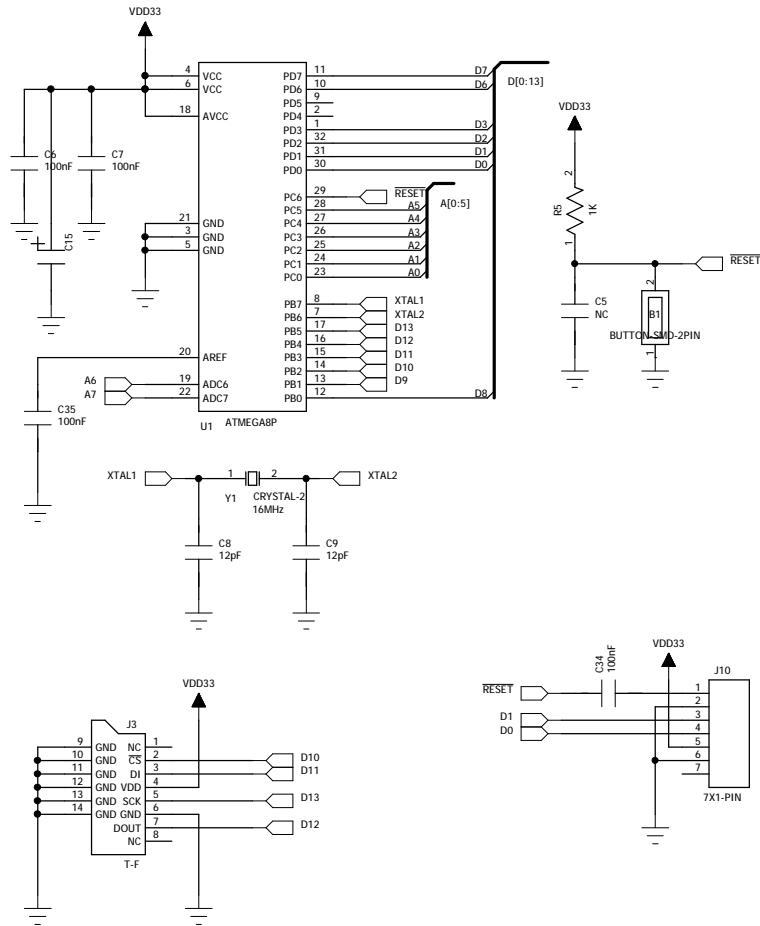 VDD33
4 VCC PD7 11 D7
6 VCC PD6 10 D6
PD5 9
18 AVCC PD4 2
PD3 1 D3
PD2 32 D2
PD1 31 D1
PD0 30 D0
D[0:13]
C6 100nF
C7 100nF
C15
PC6 29 RESET
21 GND PC5 28 A5
3 GND PC4 27 A4
5 GND PC3 26 A3
PC2 25 A2
PC1 24 A1
PC0 23 A0
A[0:5]
PB7 8 XTAL1
PB6 7 XTAL2
PB5 17 D13
PB4 16 D12
20 AREF PB3 15 D11
PB2 14 D10
A6 19 ADC6 PB1 13 D9
A7 22 ADC7 PB0 12 D8
C35
100nF
U1 ATMEGA8P
VDD33
2
R5 1K
1
RESET
C5
NC
2
B1
BUTTON-SMD-2PIN
1
XTAL1 1 2 XTAL2
Y1 CRYSTAL-2
16MHz
C8
12pF
C9
12pF
VDD33
J3
9 GND NC 1
10 GND CS 2 D10
11 GND DI 3 D11
12 GND VDD 4
13 GND SCK 5 D13
14 GND GND 6
DOUT 7 D12
NC 8
T-F
VDD33
C34
100nF
J10
RESET 1
2
D1 3
D0 4
5
6
7
7X1-PIN